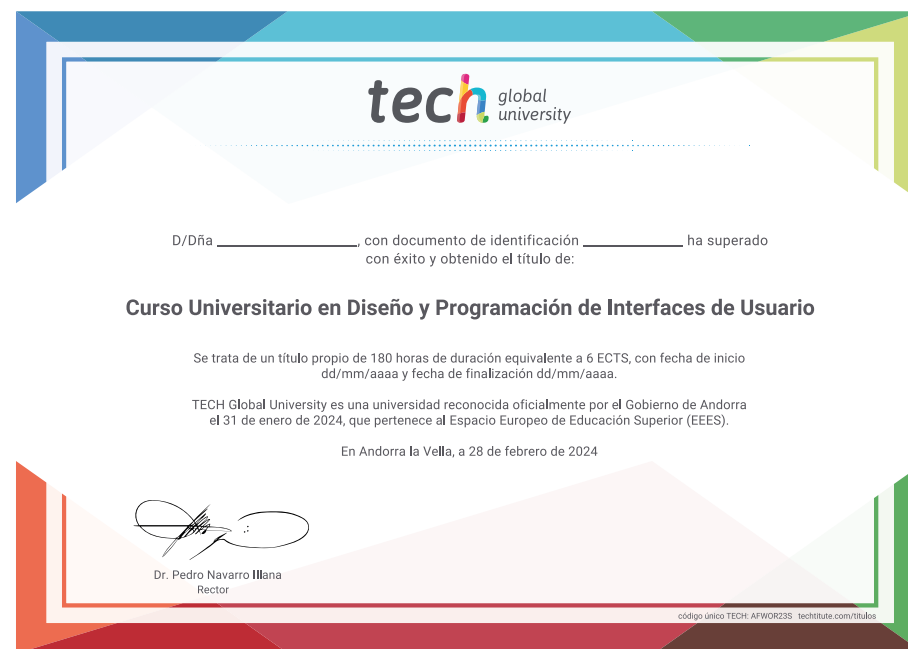 tech global
university
D/Dña ____________, con documento de identificación ____________ ha superado
con éxito y obtenido el título de:
Curso Universitario en Diseño y Programación de Interfaces de Usuario
Se trata de un título propio de 180 horas de duración equivalente a 6 ECTS, con fecha de inicio
dd/mm/aaaa y fecha de finalización dd/mm/aaaa.
TECH Global University es una universidad reconocida oficialmente por el Gobierno de Andorra
el 31 de enero de 2024, que pertenece al Espacio Europeo de Educación Superior (EEES).
En Andorra la Vella, a 28 de febrero de 2024
Dr. Pedro Navarro Illana
Rector
código único TECH: AFWOR23S techtitute.com/titulos